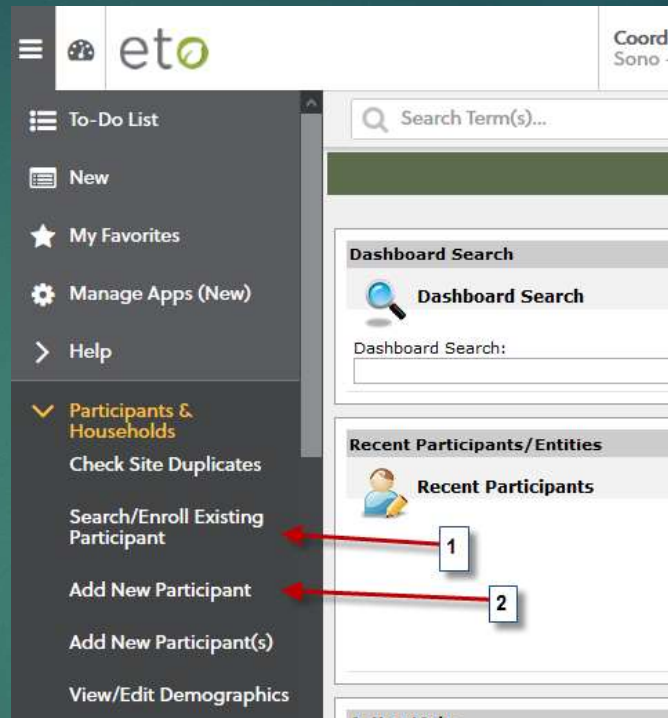 eto
Coord
Sono -
To-Do List
New
My Favorites
Manage Apps (New)
Help
Participants &
Households
Check Site Duplicates
Search/Enroll Existing
Participant
Add New Participant
Add New Participant(s)
View/Edit Demographics
Search Term(s)...
Dashboard Search
Dashboard Search
Dashboard Search:
Recent Participants/Entities
Recent Participants
1
2